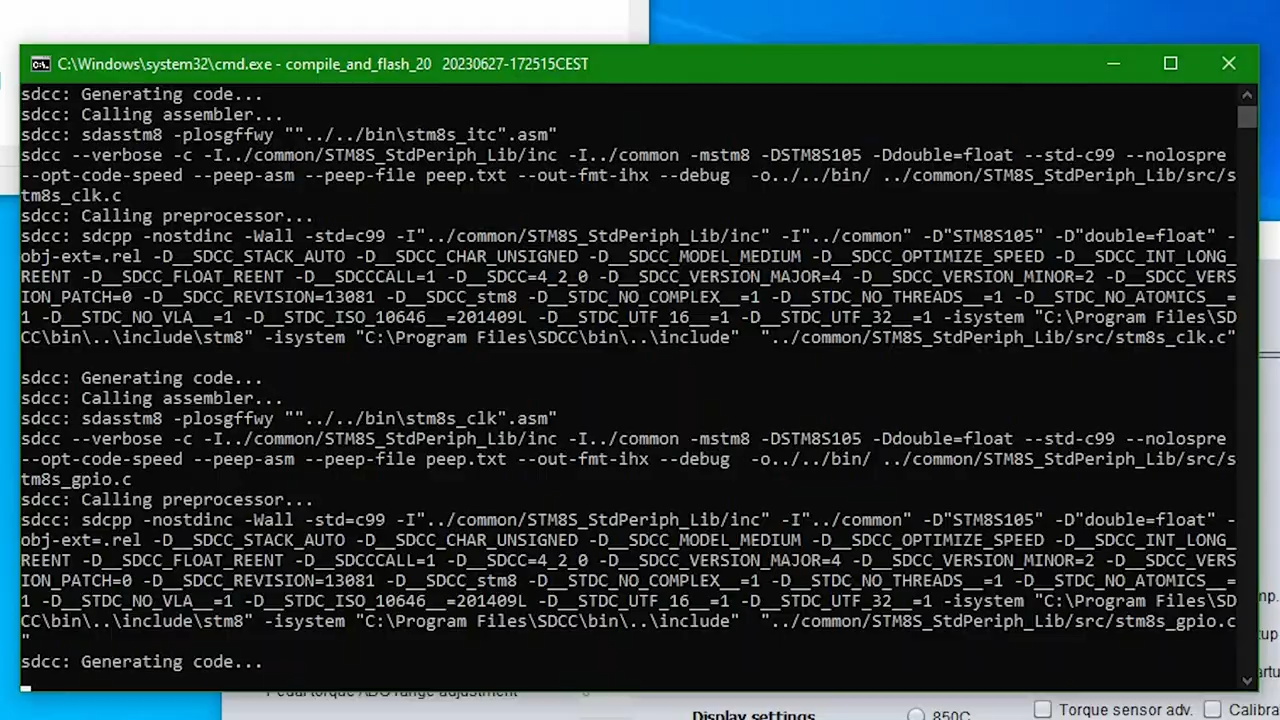 C:\Windows\system32\cmd.exe - compile_and_flash_20 20230627-172515CEST
sdcc: Generating code...
sdcc: Calling assembler...
sdcc: sdasstm8 -plosgffwy ""../../bin\stm8s_itc".asm"
sdcc --verbose -c -I../common/STM8S_StdPeriph_Lib/inc -I../common -mstm8 -DSTM8S105 -Ddouble=float --std-c99 --nolospre
--opt-code-speed --peep-asm --peep-file peep.txt --out-fmt-ihx --debug  -o../../bin/ ../common/STM8S_StdPeriph_Lib/src/s
tm8s_clk.c
sdcc: Calling preprocessor...
sdcc: sdcpp -nostdinc -Wall -std=c99 -I"../common/STM8S_StdPeriph_Lib/inc" -I"../common" -D"STM8S105" -D"double=float" -
obj-ext=.rel -D__SDCC_STACK_AUTO -D__SDCC_CHAR_UNSIGNED -D__SDCC_MODEL_MEDIUM -D__SDCC_OPTIMIZE_SPEED -D__SDCC_INT_LONG_
REENT -D__SDCC_FLOAT_REENT -D__SDCCCALL=1 -D__SDCC=4_2_0 -D__SDCC_VERSION_MAJOR=4 -D__SDCC_VERSION_MINOR=2 -D__SDCC_VERS
ION_PATCH=0 -D__SDCC_REVISION=13081 -D__SDCC_stm8 -D__STDC_NO_COMPLEX__=1 -D__STDC_NO_THREADS__=1 -D__STDC_NO_ATOMICS__=
1 -D__STDC_NO_VLA__=1 -D__STDC_ISO_10646__=201409L -D__STDC_UTF_16__=1 -D__STDC_UTF_32__=1 -isystem "C:\Program Files\SD
CC\bin\..\include\stm8" -isystem "C:\Program Files\SDCC\bin\..\include"  "../common/STM8S_StdPeriph_Lib/src/stm8s_clk.c"
sdcc: Generating code...
sdcc: Calling assembler...
sdcc: sdasstm8 -plosgffwy ""../../bin\stm8s_clk".asm"
sdcc --verbose -c -I../common/STM8S_StdPeriph_Lib/inc -I../common -mstm8 -DSTM8S105 -Ddouble=float --std-c99 --nolospre
--opt-code-speed --peep-asm --peep-file peep.txt --out-fmt-ihx --debug  -o../../bin/ ../common/STM8S_StdPeriph_Lib/src/s
tm8s_gpio.c
sdcc: Calling preprocessor...
sdcc: sdcpp -nostdinc -Wall -std=c99 -I"../common/STM8S_StdPeriph_Lib/inc" -I"../common" -D"STM8S105" -D"double=float" -
obj-ext=.rel -D__SDCC_STACK_AUTO -D__SDCC_CHAR_UNSIGNED -D__SDCC_MODEL_MEDIUM -D__SDCC_OPTIMIZE_SPEED -D__SDCC_INT_LONG_
REENT -D__SDCC_FLOAT_REENT -D__SDCCCALL=1 -D__SDCC=4_2_0 -D__SDCC_VERSION_MAJOR=4 -D__SDCC_VERSION_MINOR=2 -D__SDCC_VERS
ION_PATCH=0 -D__SDCC_REVISION=13081 -D__SDCC_stm8 -D__STDC_NO_COMPLEX__=1 -D__STDC_NO_THREADS__=1 -D__STDC_NO_ATOMICS__=
1 -D__STDC_NO_VLA__=1 -D__STDC_ISO_10646__=201409L -D__STDC_UTF_16__=1 -D__STDC_UTF_32__=1 -isystem "C:\Program Files\SD
CC\bin\..\include\stm8" -isystem "C:\Program Files\SDCC\bin\..\include"  "../common/STM8S_StdPeriph_Lib/src/stm8s_gpio.c
"
sdcc: Generating code...
Pedal torque ADC range adjustment
Display settings
850C
Torque sensor adv.
Calibra